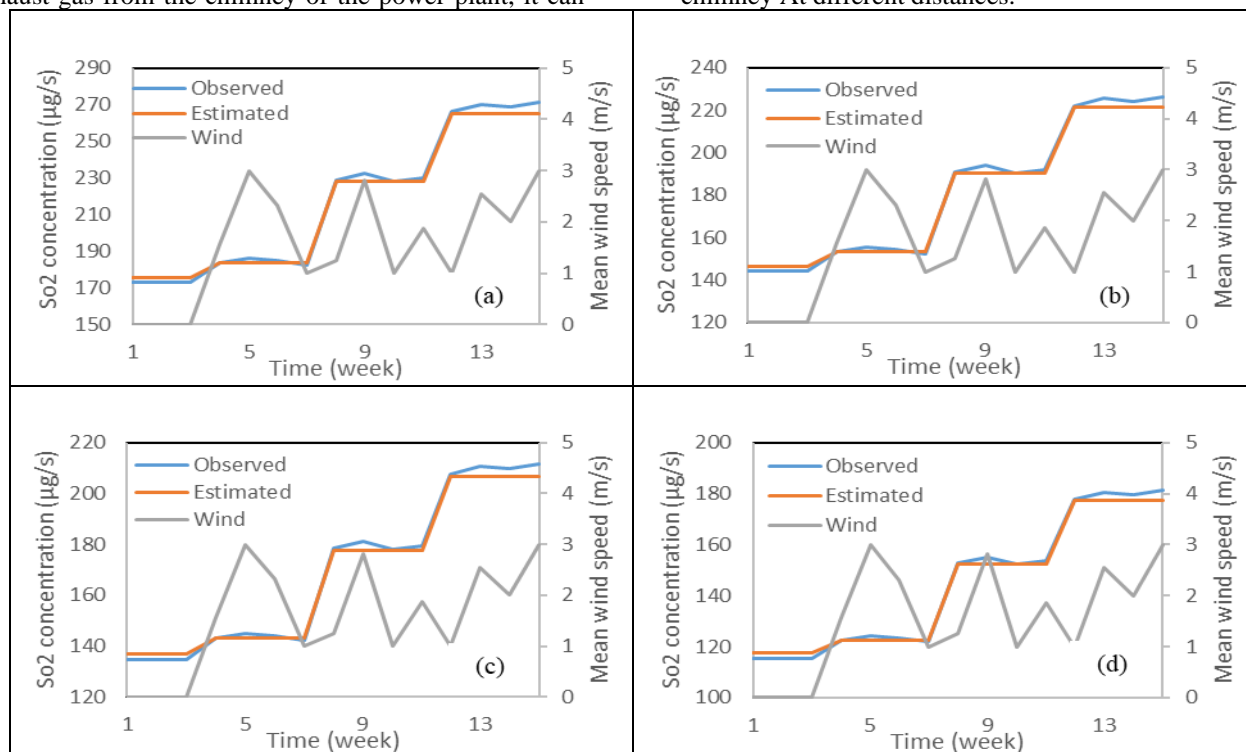 haust gas from the chimney of the power plant, it can
chimney At different distances.
290
270
250
230
210
190
170
150
So2 concentration (µg/s)
Observed
Estimated
Wind
5
4
3
2
1
0
Mean wind speed (m/s)
(a)
1
5
9
13
Time (week)
240
220
200
180
160
140
120
So2 concentration (µg/s)
Observed
Estimated
Wind
5
4
3
2
1
0
Mean wind speed (m/s)
(b)
1
5
9
13
Time (week)
220
200
180
160
140
120
So2 concentration (µg/s)
Observed
Estimated
Wind
5
4
3
2
1
0
Mean wind speed (m/s)
(c)
1
5
9
13
Time (week)
200
180
160
140
120
100
So2 concentration (µg/s)
Observed
Estimated
Wind
5
4
3
2
1
0
Mean wind speed (m/s)
(d)
1
5
9
13
Time (week)